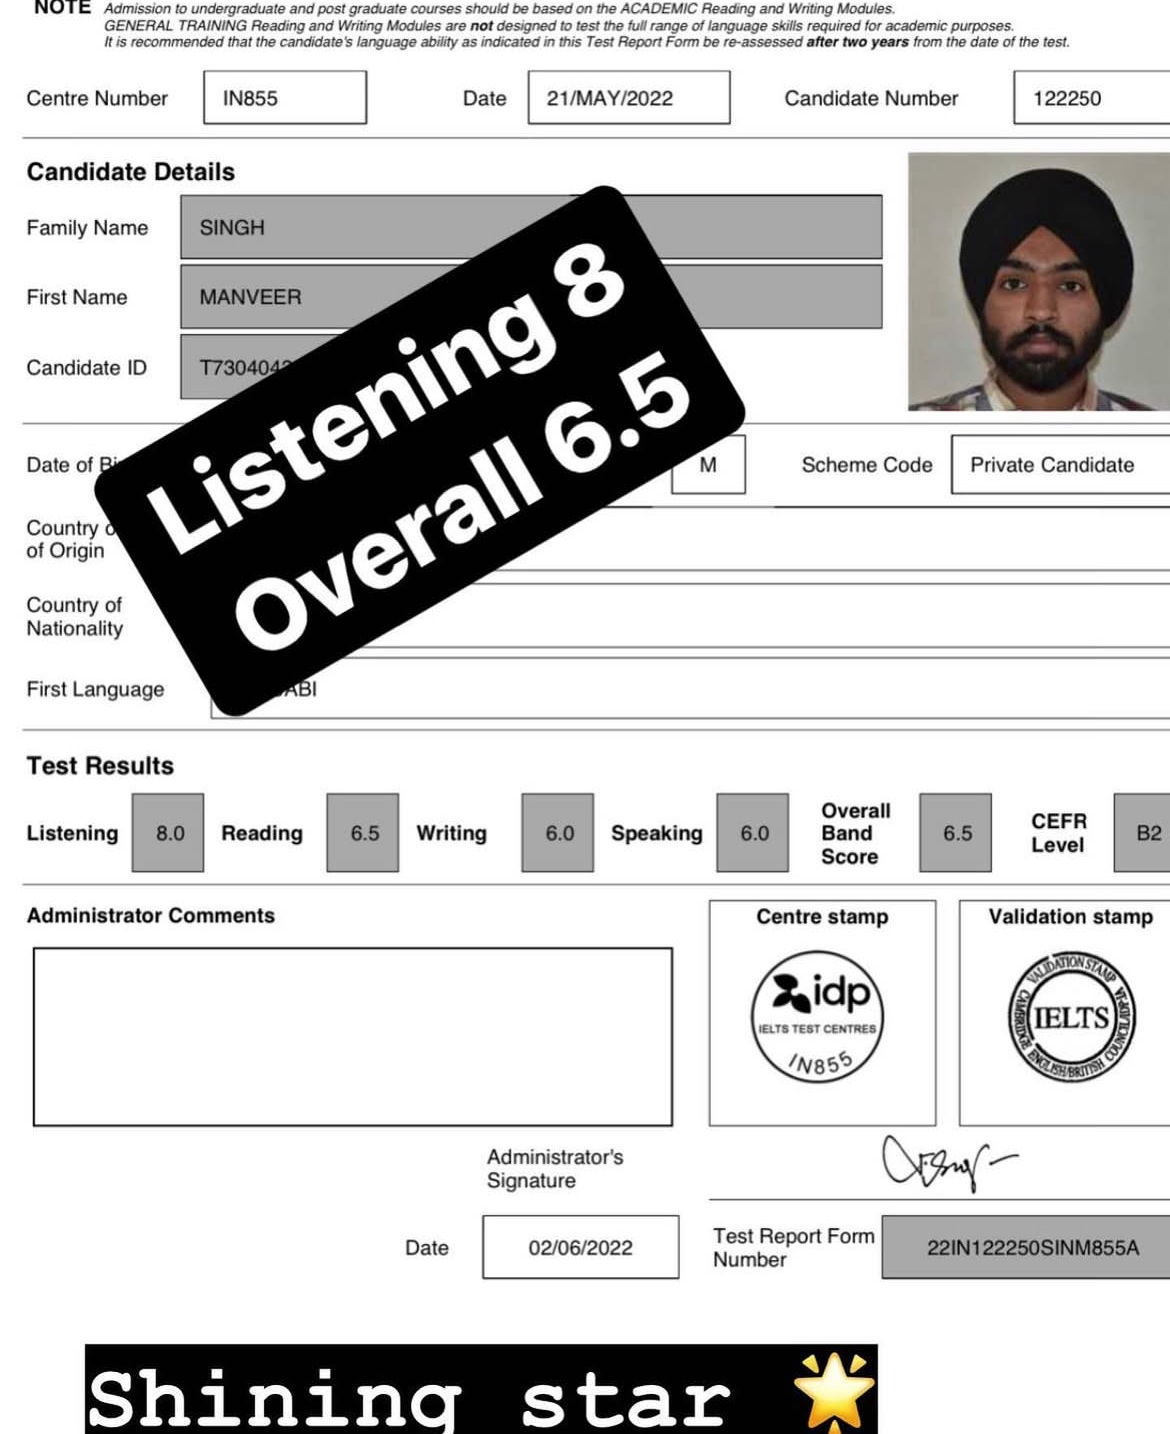 NOTE Admission to undergraduate and post graduate courses should be based on the ACADEMIC Reading and Writing Modules.
GENERAL TRAINING Reading and Writing Modules are not designed to test the full range of language skills required for academic purposes.
It is recommended that the candidate's language ability as indicated in this Test Report Form be re-assessed after two years from the date of the test.
Centre Number IN855 Date 21/MAY/2022 Candidate Number 122250
Candidate Details
Family Name SINGH
First Name MANVEER
Candidate ID
Listening 8
Overall 6.5
Date of
M Scheme Code Private Candidate
Country
of Origin
Country of
Nationality
First Language
Test Results
Listening 8.0 Reading 6.5 Writing 6.0 Speaking 6.0 Overall Band Score 6.5 CEFR Level B2
Administrator Comments
Centre stamp
idp
IELTS TEST CENTRES
IN855
Validation stamp
VALIDATION STAMP
IELTS
CAMBRIDGE ENGLISH/BRITISH COUNCIL/IDP:IA
Administrator's
Signature
Date 02/06/2022
Test Report Form
Number 22IN122250SINM855A
Shining star 🌟